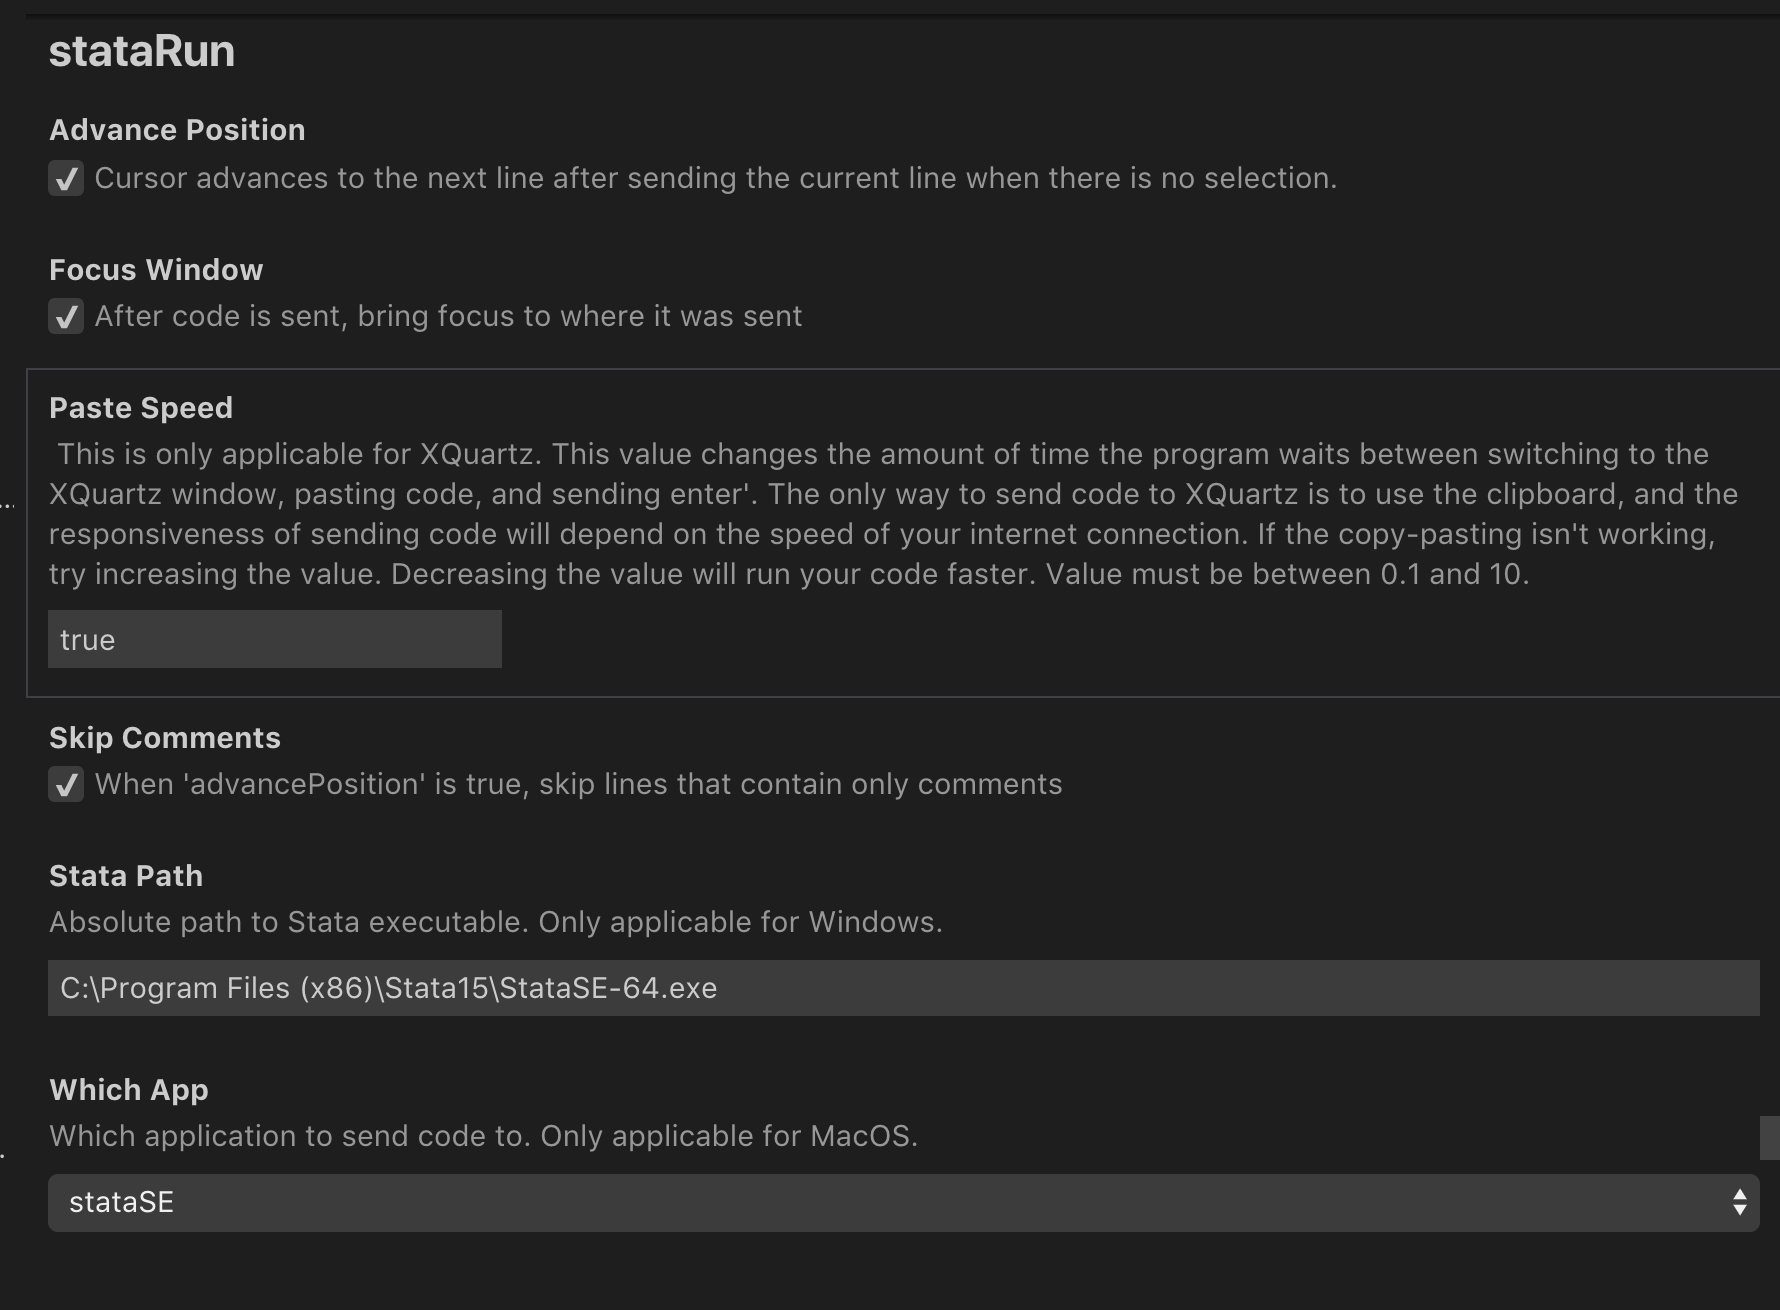 stataRun
Advance Position
Cursor advances to the next line after sending the current line when there is no selection.
Focus Window
After code is sent, bring focus to where it was sent
Paste Speed
This is only applicable for XQuartz. This value changes the amount of time the program waits between switching to the
XQuartz window, pasting code, and sending enter'. The only way to send code to XQuartz is to use the clipboard, and the
responsiveness of sending code will depend on the speed of your internet connection. If the copy-pasting isn't working,
try increasing the value. Decreasing the value will run your code faster. Value must be between 0.1 and 10.
true
Skip Comments
When 'advancePosition' is true, skip lines that contain only comments
Stata Path
Absolute path to Stata executable. Only applicable for Windows.
C:\Program Files (x86)\Stata15\StataSE-64.exe
Which App
Which application to send code to. Only applicable for MacOS.
stataSE